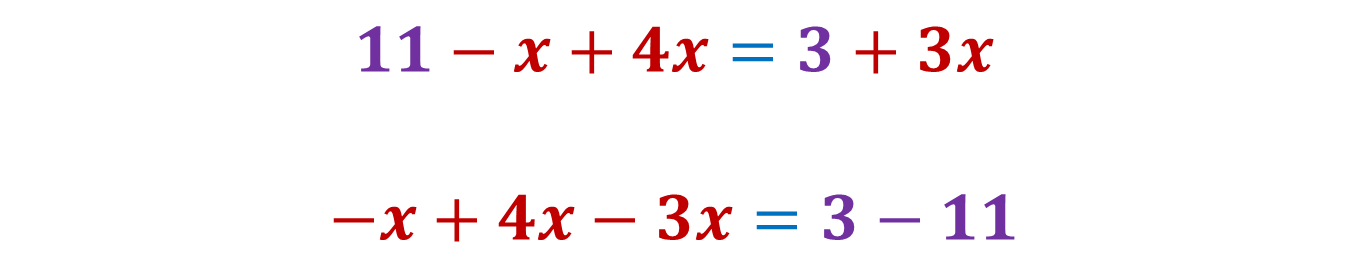 11 − x + 4x = 3 + 3x
−x + 4x − 3x = 3 − 11